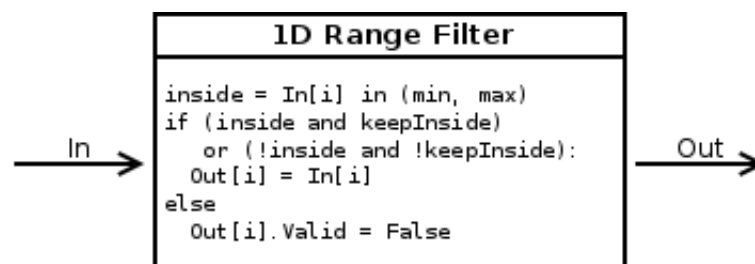 1D Range Filter
inside = In[i] in (min, max)
if (inside and keepInside)
or (!inside and !keepInside):
Out[i] = In[i]
else
Out[i].Valid = False
In
Out